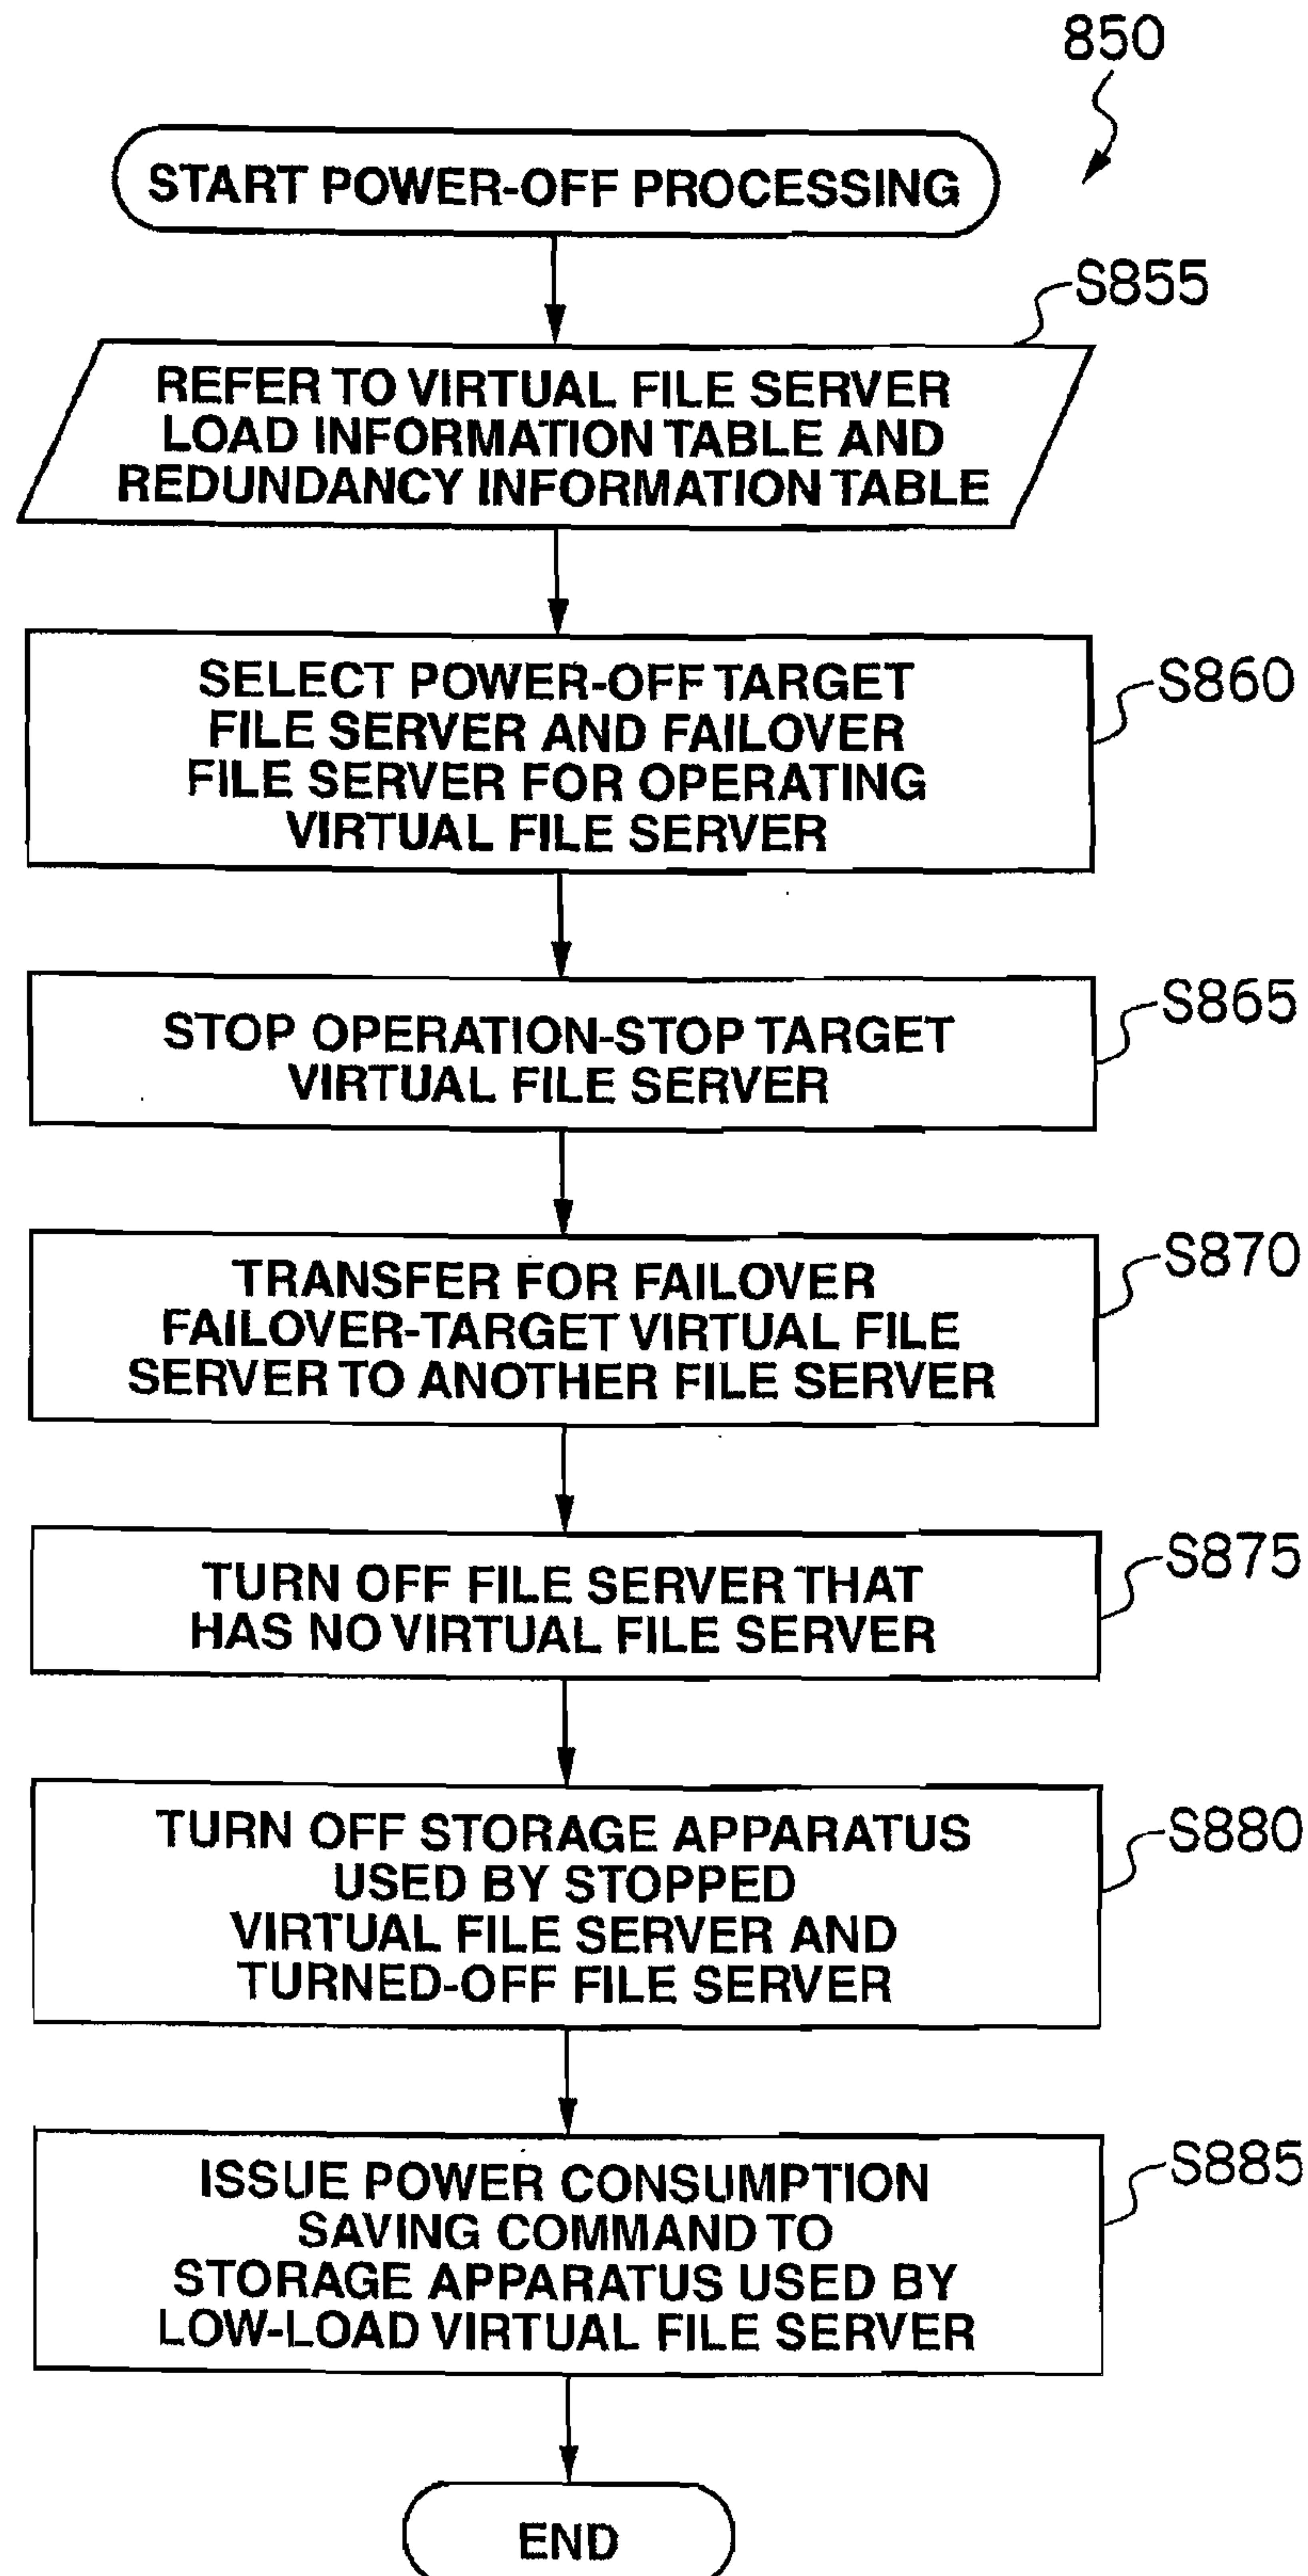 850
START POWER-OFF PROCESSING
S855
REFER TO VIRTUAL FILE SERVER
LOAD INFORMATION TABLE AND
REDUNDANCY INFORMATION TABLE
S860
SELECT POWER-OFF TARGET
FILE SERVER AND FAILOVER
FILE SERVER FOR OPERATING
VIRTUAL FILE SERVER
S865
STOP OPERATION-STOP TARGET
VIRTUAL FILE SERVER
S870
TRANSFER FOR FAILOVER
FAILOVER-TARGET VIRTUAL FILE
SERVER TO ANOTHER FILE SERVER
S875
TURN OFF FILE SERVER THAT
HAS NO VIRTUAL FILE SERVER
S880
TURN OFF STORAGE APPARATUS
USED BY STOPPED
VIRTUAL FILE SERVER AND
TURNED-OFF FILE SERVER
S885
ISSUE POWER CONSUMPTION
SAVING COMMAND TO
STORAGE APPARATUS USED BY
LOW-LOAD VIRTUAL FILE SERVER
END